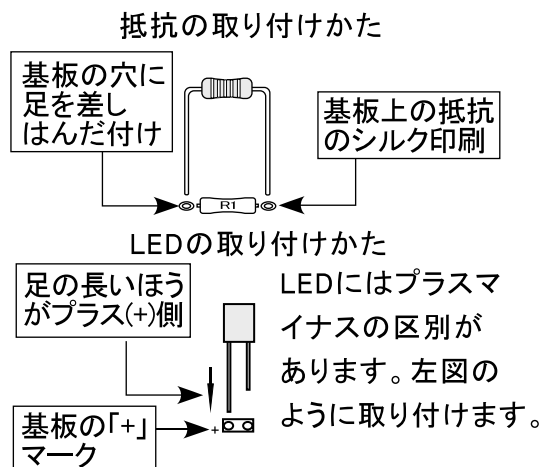 抵抗の取り付けかた
基板の穴に
足を差し
はんだ付け
基板上の抵抗
のシルク印刷
R1
LEDの取り付けかた
足の長いほう
がプラス(+)側
LEDにはプラスマ
イナスの区別が
あります。左図の
ように取り付けます。
基板の「+」
マーク
+